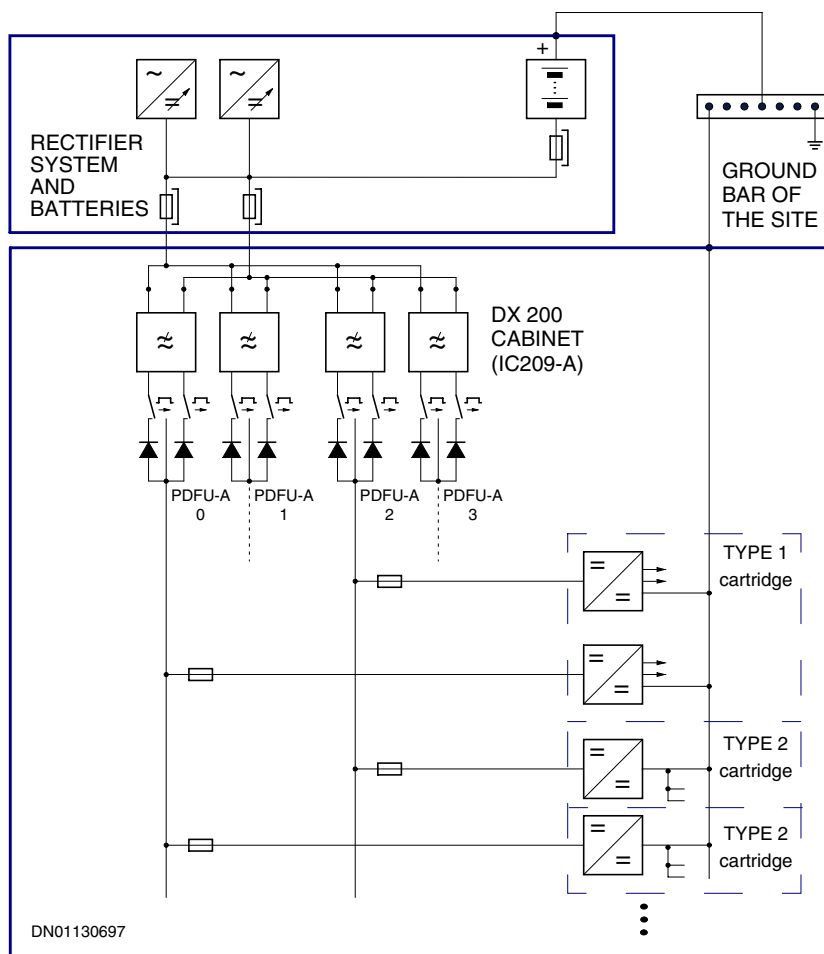 +
RECTIFIER
SYSTEM
AND
BATTERIES
GROUND
BAR OF
THE SITE
DX 200
CABINET
(IC209-A)
PDFU-A
0
PDFU-A
1
PDFU-A
2
PDFU-A
3
TYPE 1
cartridge
TYPE 2
cartridge
TYPE 2
cartridge
DN01130697